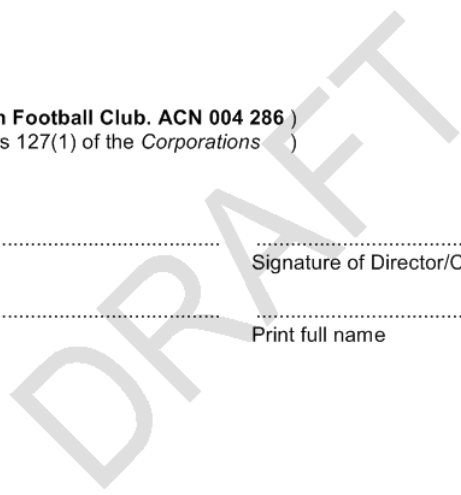 n Football Club. ACN 004 286 )
s 127(1) of the Corporations )
........................................ ........................................
Signature of Director/C
........................................ ........................................
Print full name
DRAFT